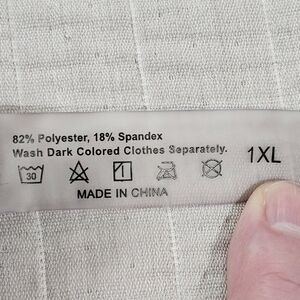 82% Polyester, 18% Spandex
Wash Dark Colored Clothes Separately.
30
1XL
MADE IN CHINA